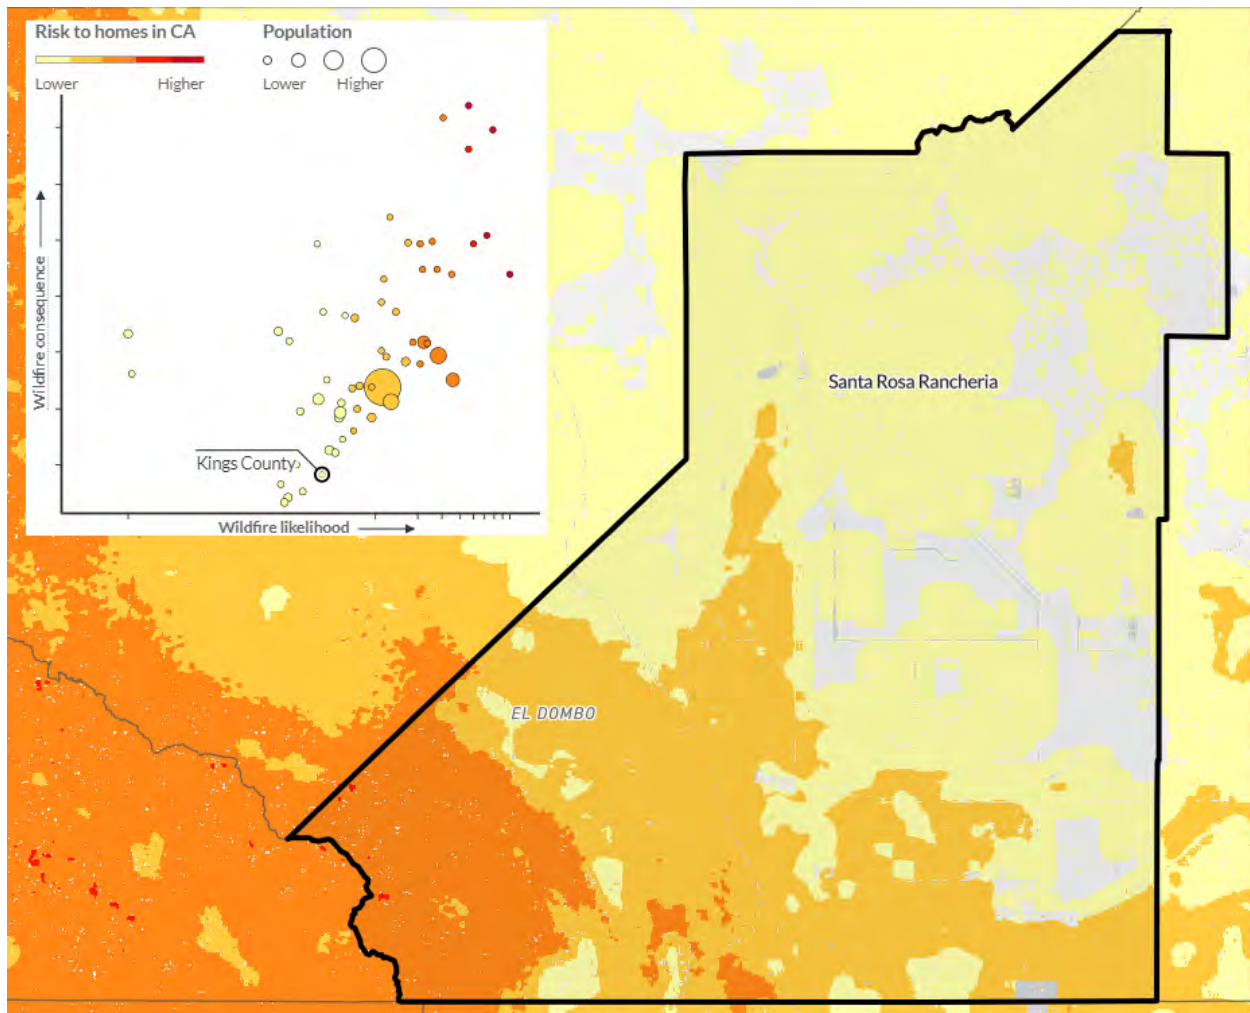 Risk to homes in CA
Population
Lower
Higher
Lower
Higher
Wildfire consequence
Kings County
Wildfire likelihood
Santa Rosa Rancheria
EL DOMBO